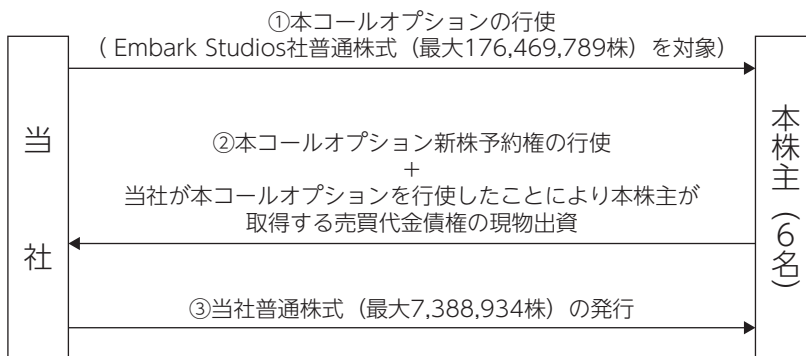 ①本コールオプションの行使
（ Embark Studios社普通株式（最大176,469,789株）を対象）
当社
本株主（6名）
②本コールオプション新株予約権の行使
+
当社が本コールオプションを行使したことにより本株主が
取得する売買代金債権の現物出資
③当社普通株式（最大7,388,934株）の発行